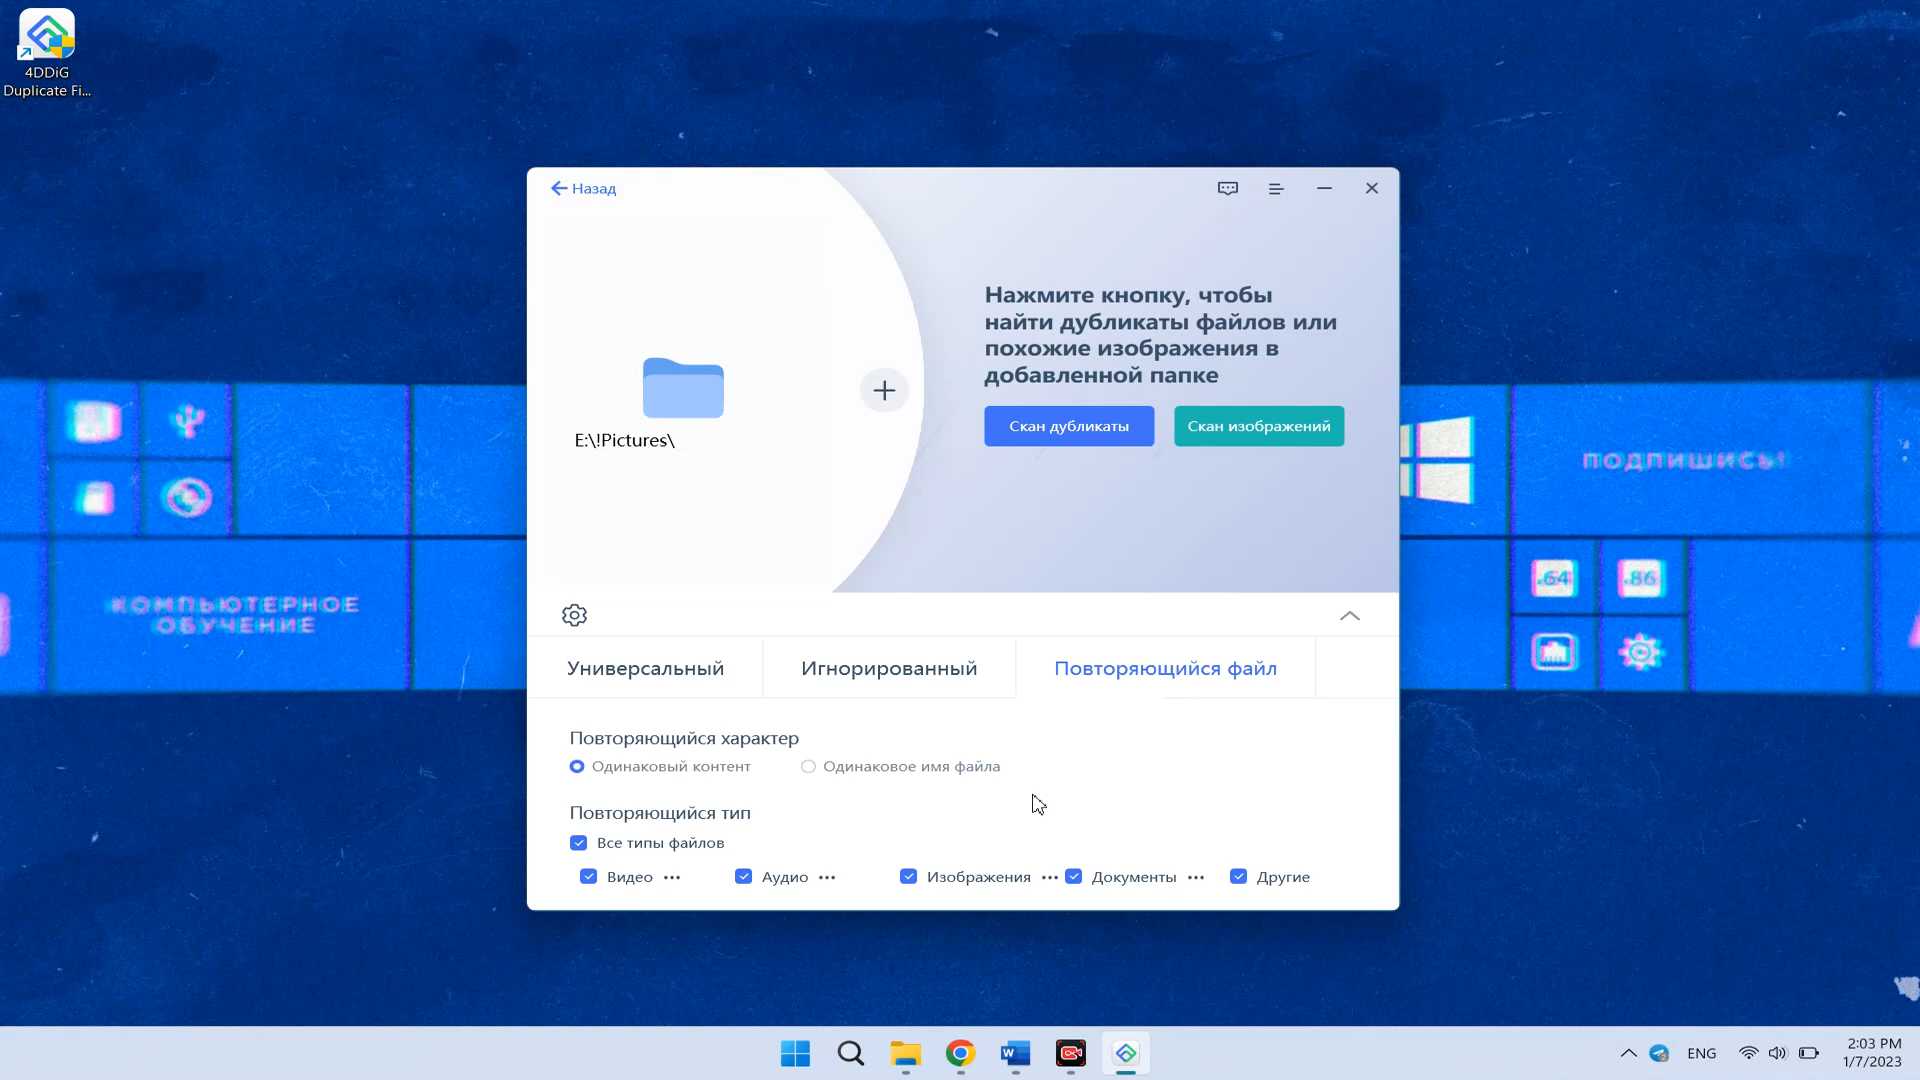 4DDiG
Duplicate Fi...
Назад
Нажмите кнопку, чтобы
найти дубликаты файлов или
похожие изображения в
добавленной папке
E:\!Pictures\
Скан дубликаты
Скан изображений
ПОДПИШИСЬ!
.64
.86
КОМПЬЮТЕРНОЕ
ОБУЧЕНИЕ
Универсальный
Игнорированный
Повторяющийся файл
Повторяющийся характер
Одинаковый контент
Одинаковое имя файла
Повторяющийся тип
Все типы файлов
Видео •••
Аудио •••
Изображения •••
Документы •••
Другие
W
ENG
2:03 PM
1/7/2023